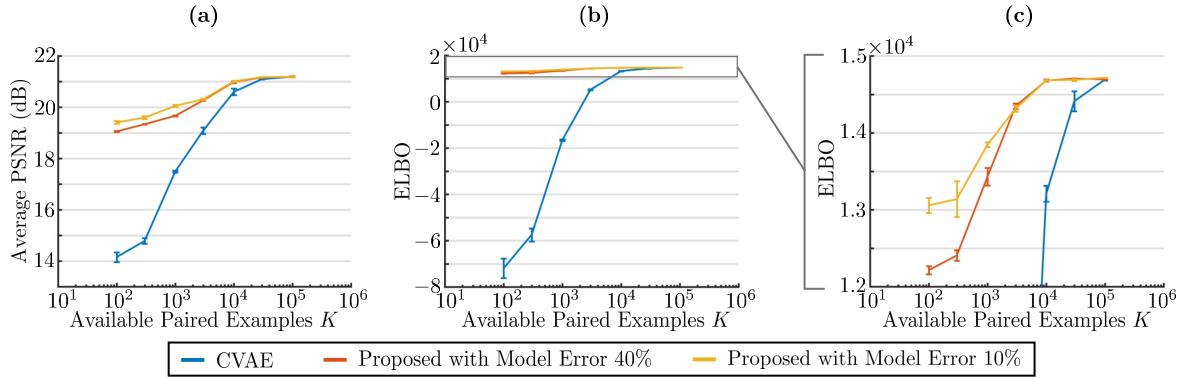 (a)
(b)
(c)
Average PSNR (dB)
22
20
18
16
14
10^1 10^2 10^3 10^4 10^5 10^6
Available Paired Examples K
×10^4
ELBO
2
0
−2
−4
−6
−8
10^1 10^2 10^3 10^4 10^5 10^6
Available Paired Examples K
×10^4
ELBO
1.5
1.4
1.3
1.2
10^1 10^2 10^3 10^4 10^5 10^6
Available Paired Examples K
CVAE Proposed with Model Error 40% Proposed with Model Error 10%